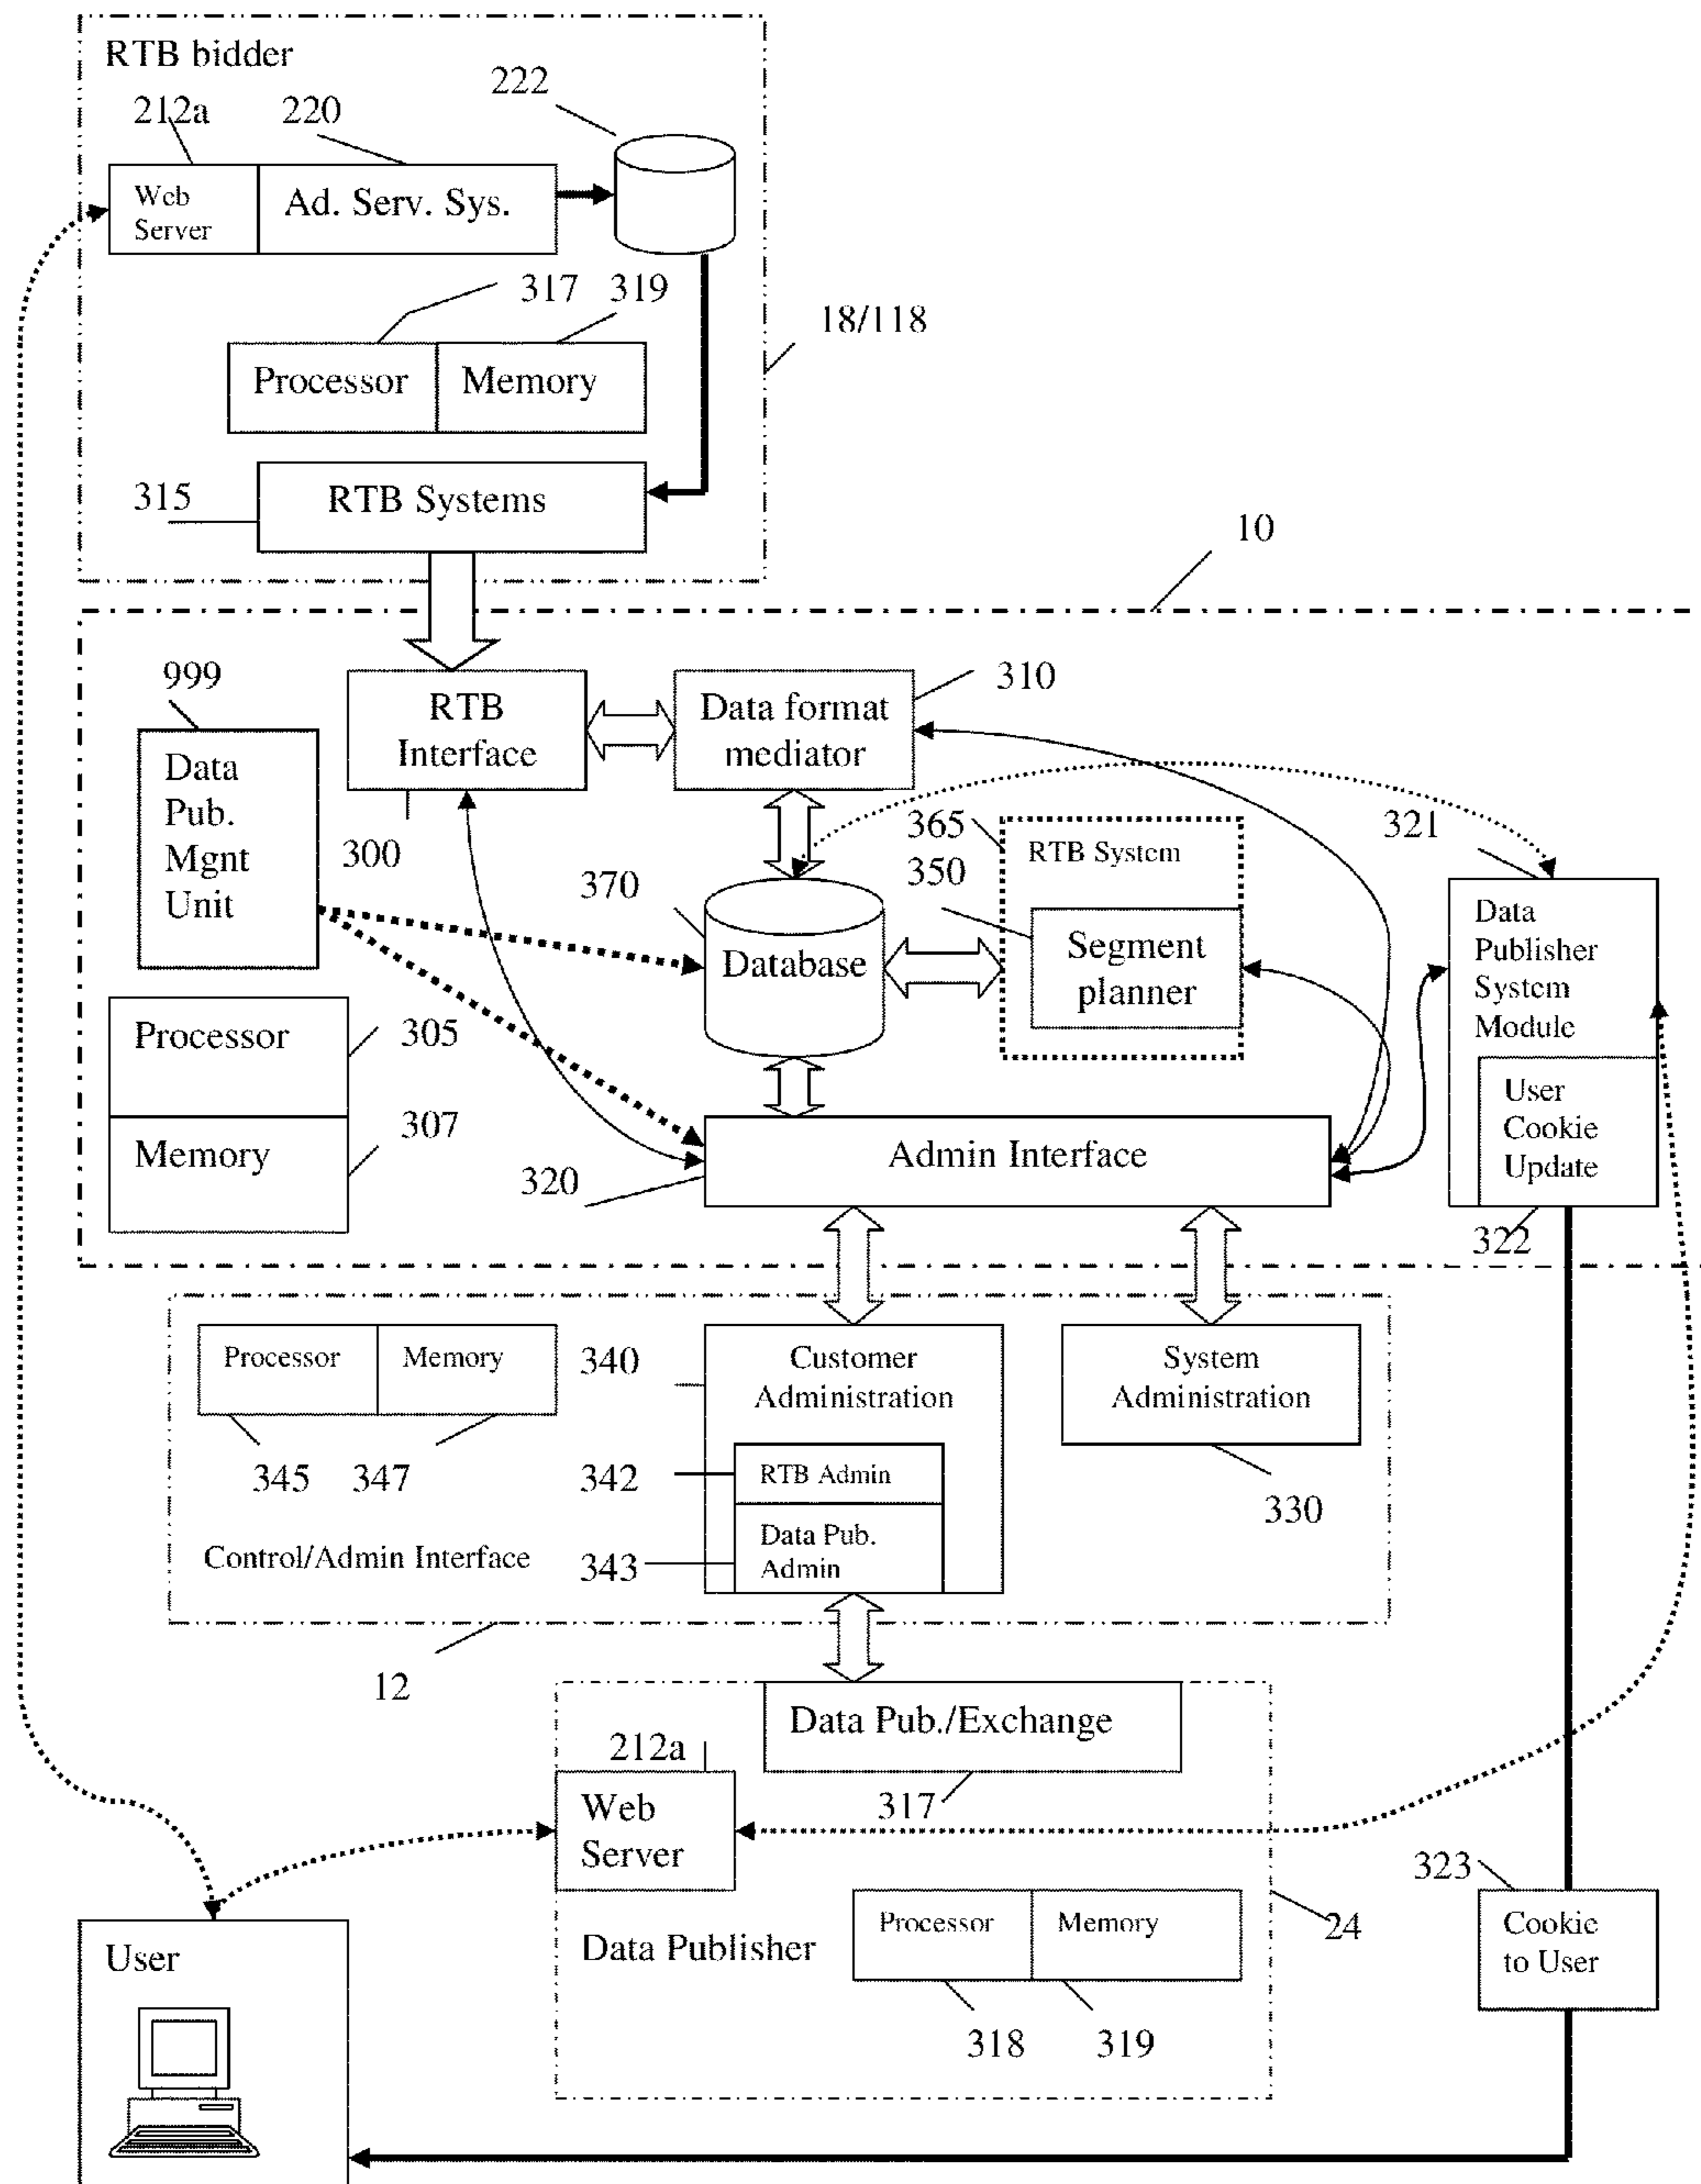 RTB bidder
222
212a
220
Web
Server
Ad. Serv. Sys.
317
319
18/118
Processor
Memory
315
RTB Systems
10
999
310
RTB
Interface
Data format
mediator
Data
Pub.
Mgnt
Unit
300
365
321
RTB System
350
370
Data
Publisher
System
Module
Segment
planner
Database
Processor
305
307
Memory
User
Cookie
Update
Admin Interface
320
322
Processor
Memory
340
Customer
Administration
System
Administration
345
347
342
RTB Admin
330
Control/Admin Interface
343
Data Pub.
Admin
12
Data Pub./Exchange
212a
317
Web
Server
323
Processor
Memory
24
Cookie
to User
Data Publisher
User
318
319